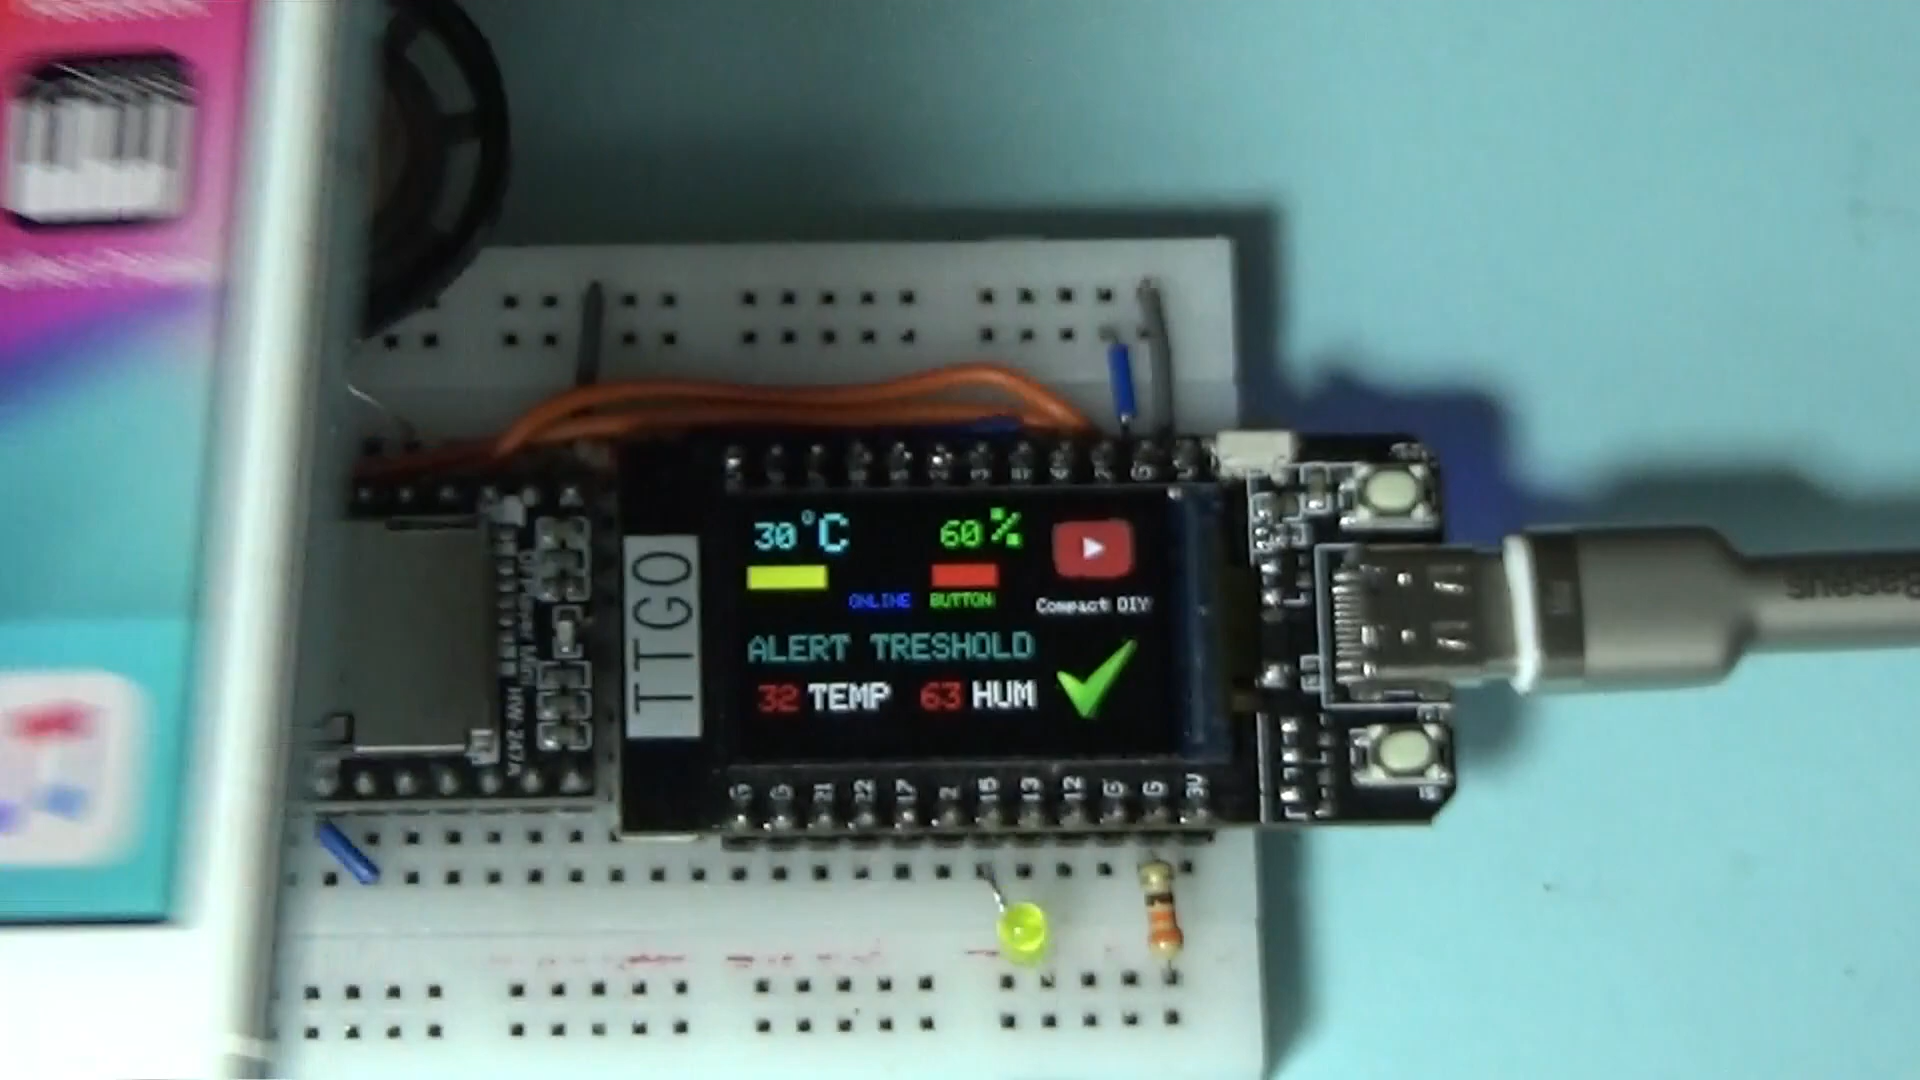 30°C
60%
ONLINE
BUTTON
Compact DIY
ALERT TRESHOLD
32 TEMP 63 HUM
TTGO
G G 21 22 17 2 15 13 12 G G 3V
HW-247A
Baseus